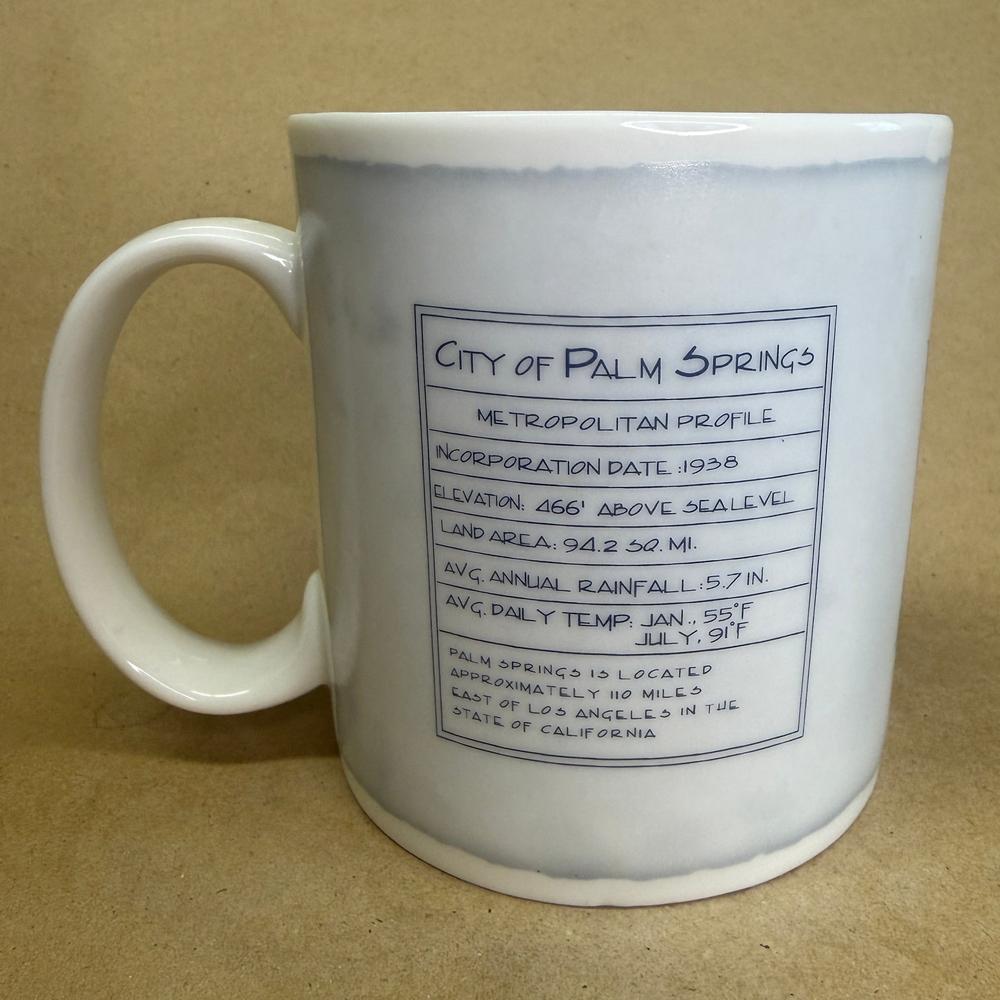 CITY OF PALM SPRINGS
METROPOLITAN PROFILE
INCORPORATION DATE :1938
ELEVATION: 466' ABOVE SEA LEVEL
LAND AREA: 94.2 SQ. MI.
AVG. ANNUAL RAINFALL: 5.7 IN.
AVG. DAILY TEMP: JAN., 55°F
JULY, 91°F
PALM SPRINGS IS LOCATED
APPROXIMATELY 110 MILES
EAST OF LOS ANGELES IN THE
STATE OF CALIFORNIA